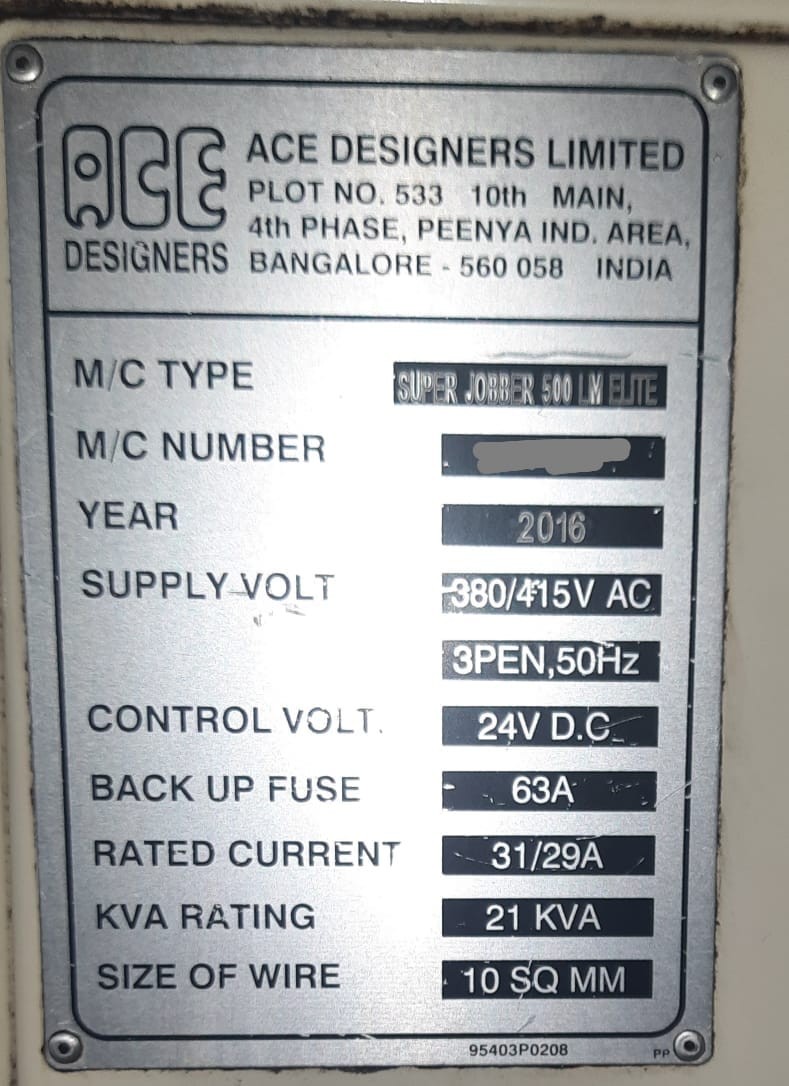 ACE DESIGNERS LIMITED
PLOT NO. 533 10th MAIN,
4th PHASE, PEENYA IND. AREA,
DESIGNERS BANGALORE - 560 058 INDIA
M/C TYPE SUPER JOBBER 500 LM ELITE
M/C NUMBER
YEAR 2016
SUPPLY VOLT 380/415V AC
3PEN,50Hz
CONTROL VOLT. 24V D.C.
BACK UP FUSE 63A
RATED CURRENT 31/29A
KVA RATING 21 KVA
SIZE OF WIRE 10 SQ MM
95403P0208 PP